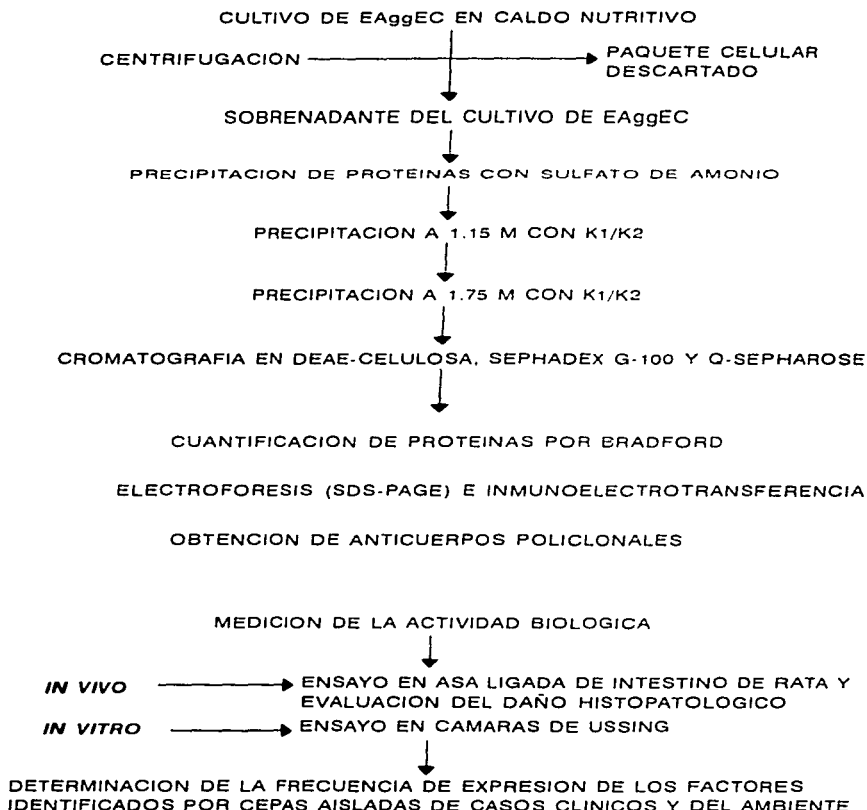 CULTIVO DE EAggEC EN CALDO NUTRITIVO
CENTRIFUGACION
PAQUETE CELULAR
DESCARTADO
SOBRENADANTE DEL CULTIVO DE EAggEC
PRECIPITACION DE PROTEINAS CON SULFATO DE AMONIO
PRECIPITACION A 1.15 M CON K1/K2
PRECIPITACION A 1.75 M CON K1/K2
CROMATOGRAFIA EN DEAE-CELULOSA, SEPHADEX G-100 Y Q-SEPHAROSE
CUANTIFICACION DE PROTEINAS POR BRADFORD
ELECTROFORESIS (SDS-PAGE) E INMUNOELECTROTRANSFERENCIA
OBTENCION DE ANTICUERPOS POLICLONALES
MEDICION DE LA ACTIVIDAD BIOLOGICA
IN VIVO
ENSAYO EN ASA LIGADA DE INTESTINO DE RATA Y
EVALUACION DEL DAÑO HISTOPATOLOGICO
IN VITRO
ENSAYO EN CAMARAS DE USSING
DETERMINACION DE LA FRECUENCIA DE EXPRESION DE LOS FACTORES
IDENTIFICADOS POR CEPAS AISLADAS DE CASOS CLINICOS Y DEL AMBIENTE